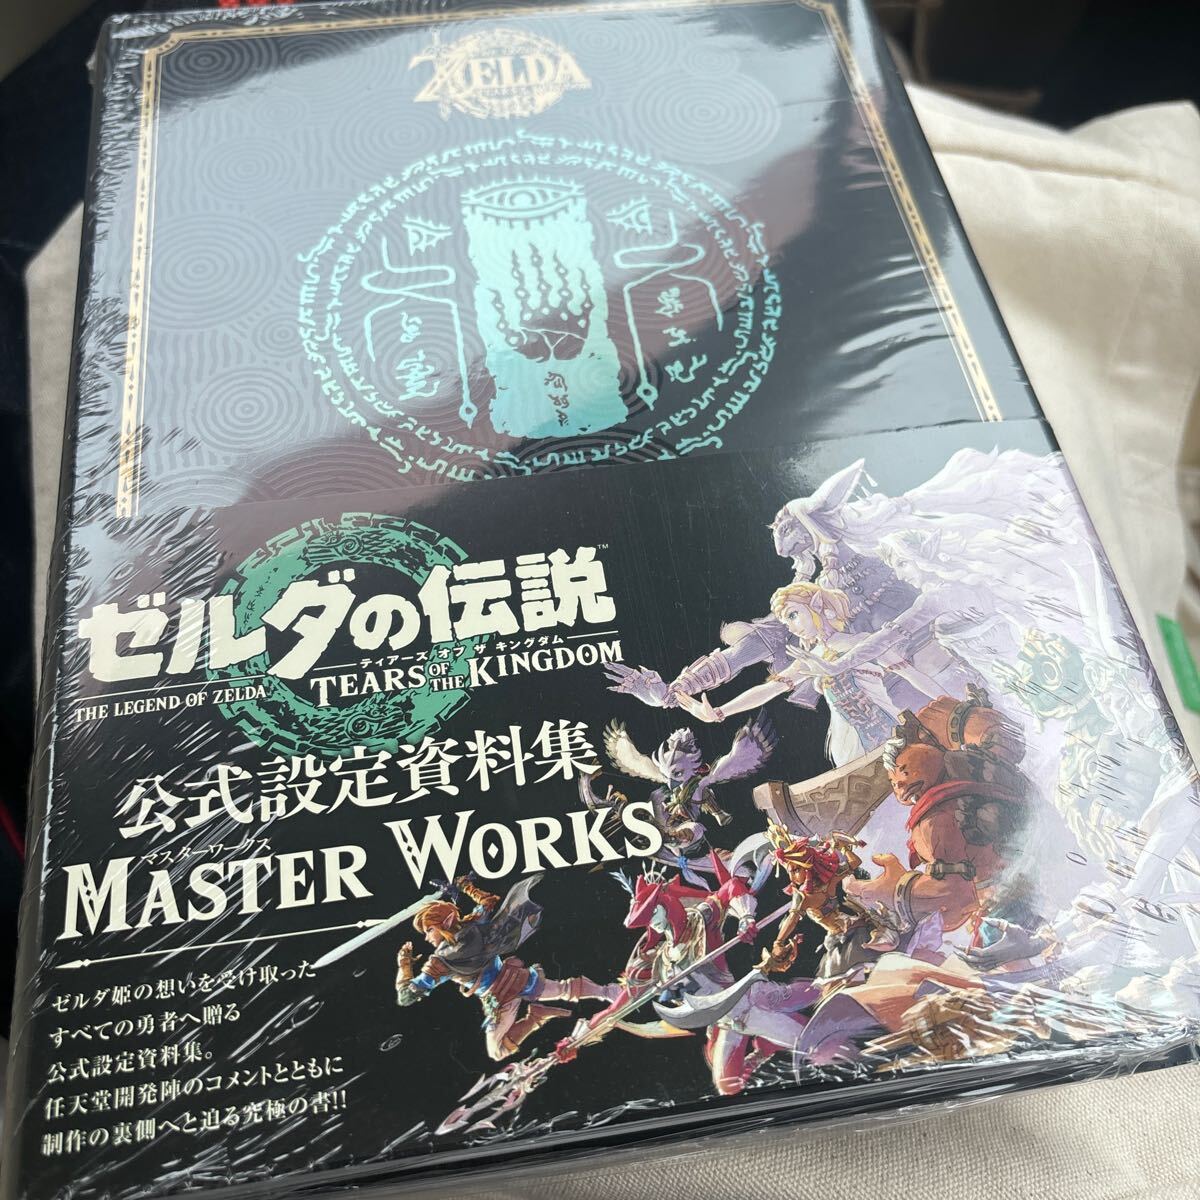 ZELDA
ゼルダの伝説™
ティアーズ オブ ザ キングダム
THE LEGEND OF ZELDA
TEARS OF THE KINGDOM
公式設定資料集
マスターワークス
MASTER WORKS
ゼルダ姫の想いを受け取った
すべての勇者へ贈る
公式設定資料集。
任天堂開発陣のコメントとともに
制作の裏側へと迫る究極の書!!